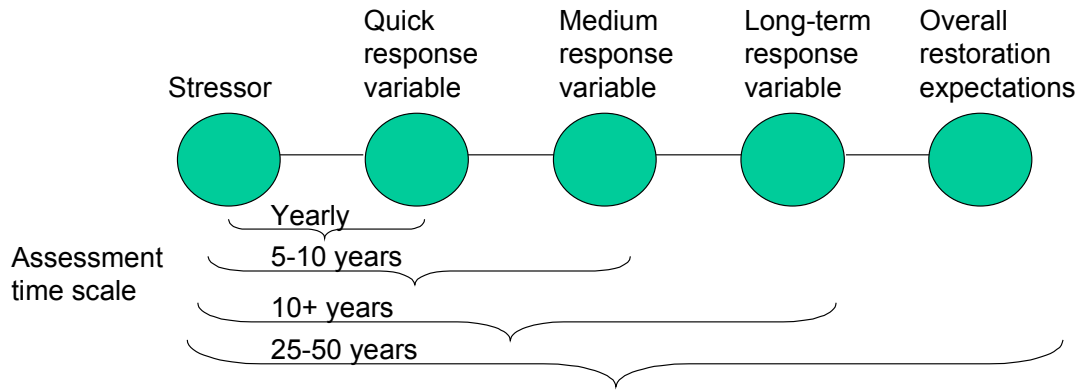 Stressor
Quick
response
variable
Medium
response
variable
Long-term
response
variable
Overall
restoration
expectations
Assessment
time scale
Yearly
5-10 years
10+ years
25-50 years